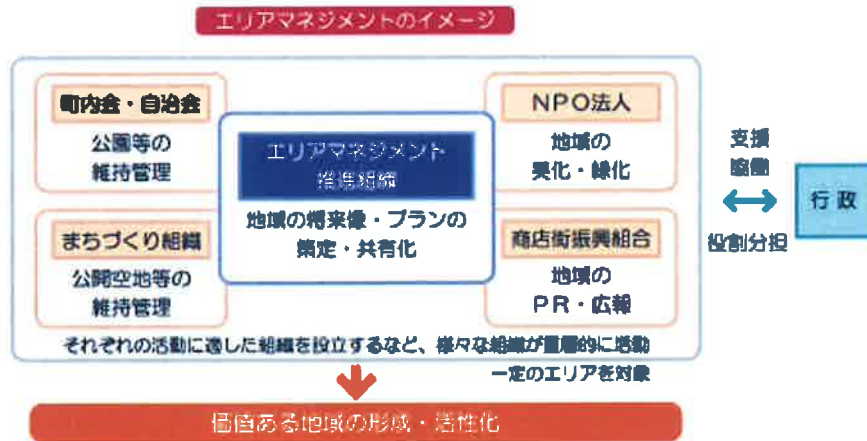 エリアマネジメントのイメージ
町内会・自治会
公園等の
維持管理
NPO法人
地域の
美化・緑化
エリアマネジメント
推進組織
地域の将来像・プランの
策定・共有化
まちづくり組織
公開空地等の
維持管理
商店街振興組合
地域の
PR・広報
それぞれの活動に適した組織を設立するなど、様々な組織が重層的に活動
一定のエリアを対象
支援
協働
役割分担
行政
価値ある地域の形成・活性化